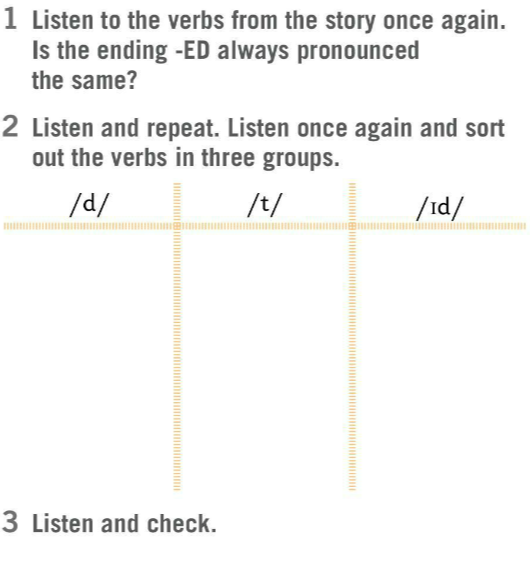 1 Listen to the verbs from the story once again.
Is the ending -ED always pronounced
the same?
2 Listen and repeat. Listen once again and sort
out the verbs in three groups.
/d/ /t/ /ɪd/
3 Listen and check.